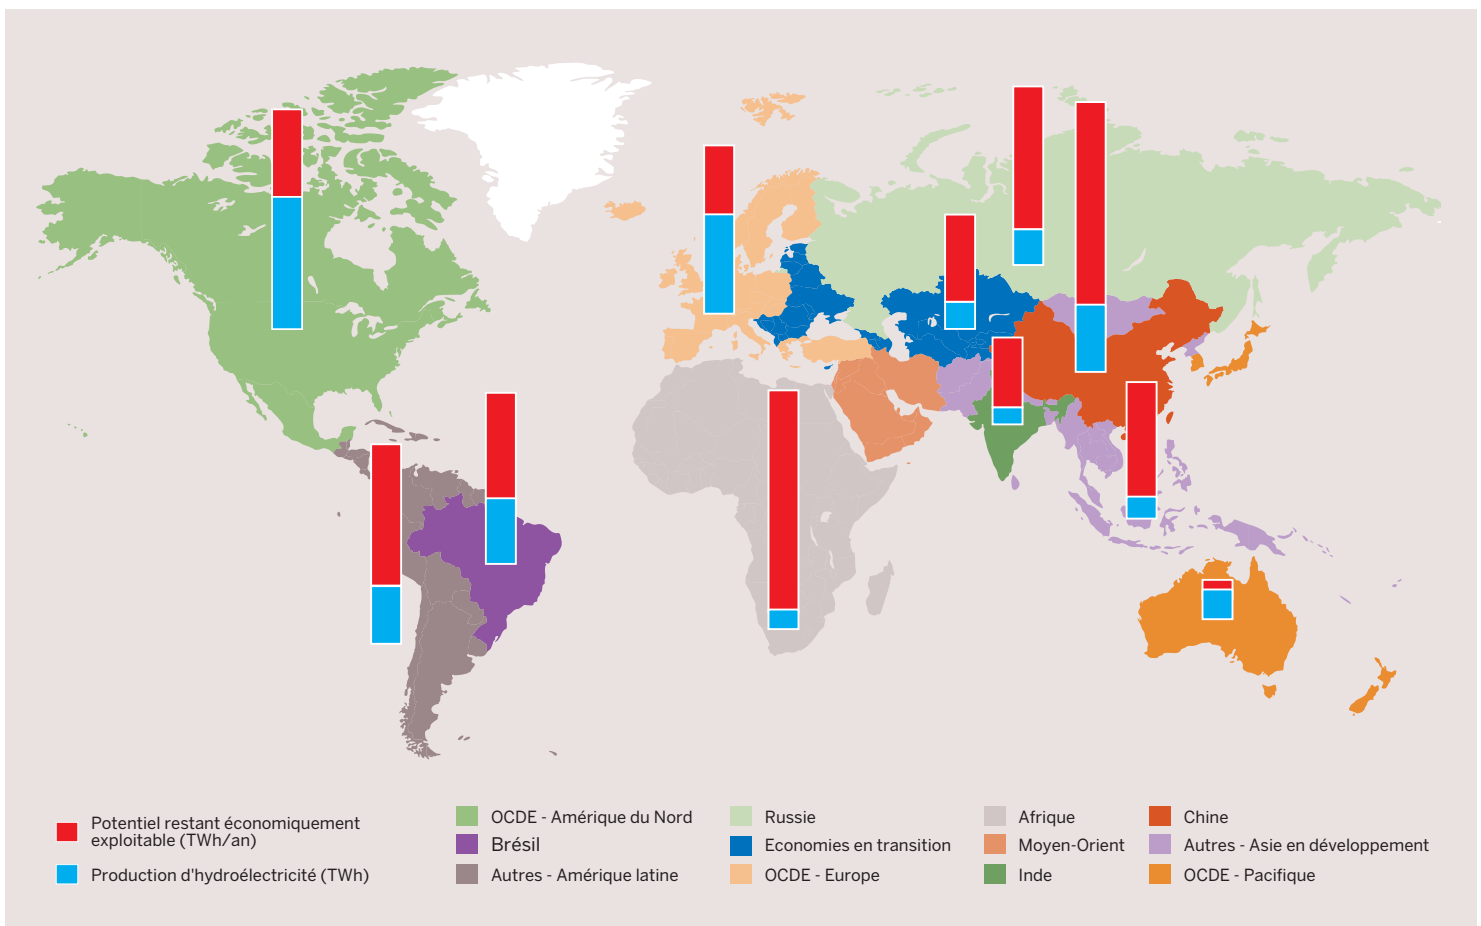 Potentiel restant économiquement
exploitable (TWh/an)
Production d'hydroélectricité (TWh)
OCDE - Amérique du Nord
Brésil
Autres - Amérique latine
Russie
Economies en transition
OCDE - Europe
Afrique
Moyen-Orient
Inde
Chine
Autres - Asie en développement
OCDE - Pacifique